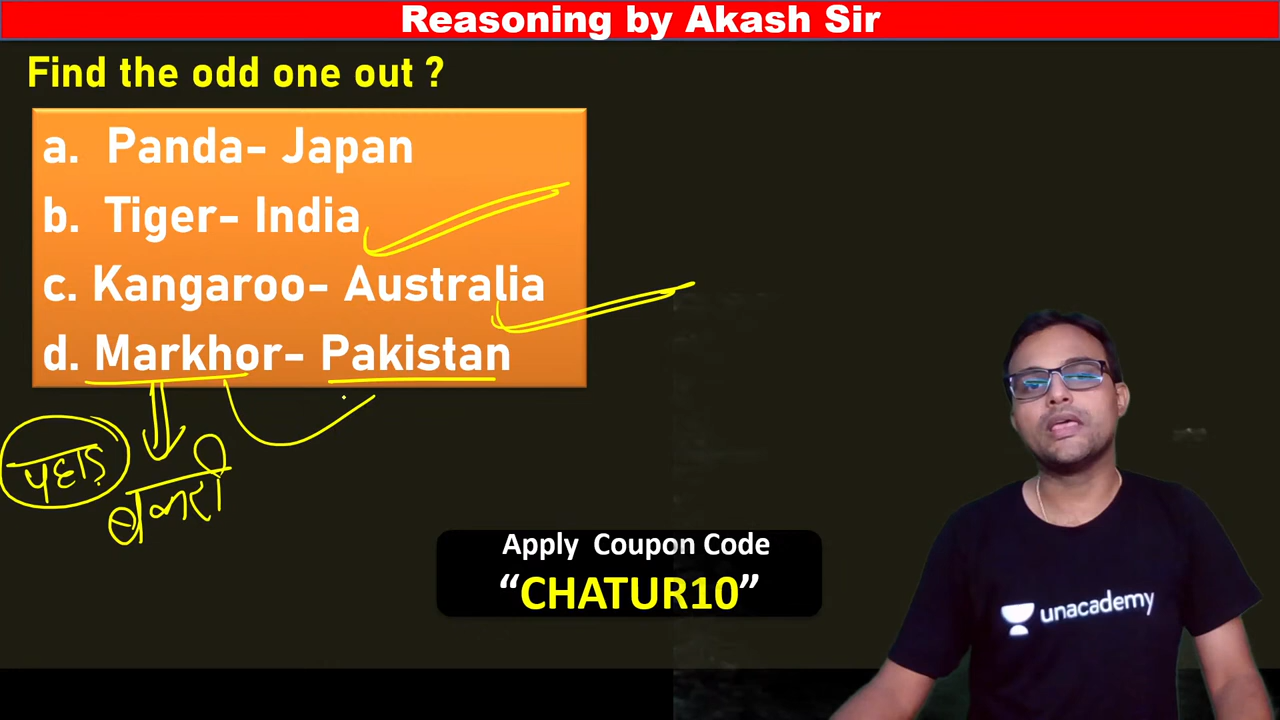 Reasoning by Akash Sir
Find the odd one out ?
a. Panda- Japan
b. Tiger- India
c. Kangaroo- Australia
d. Markhor- Pakistan
पहाड़
बकरी
Apply Coupon Code
“CHATUR10”
unacademy